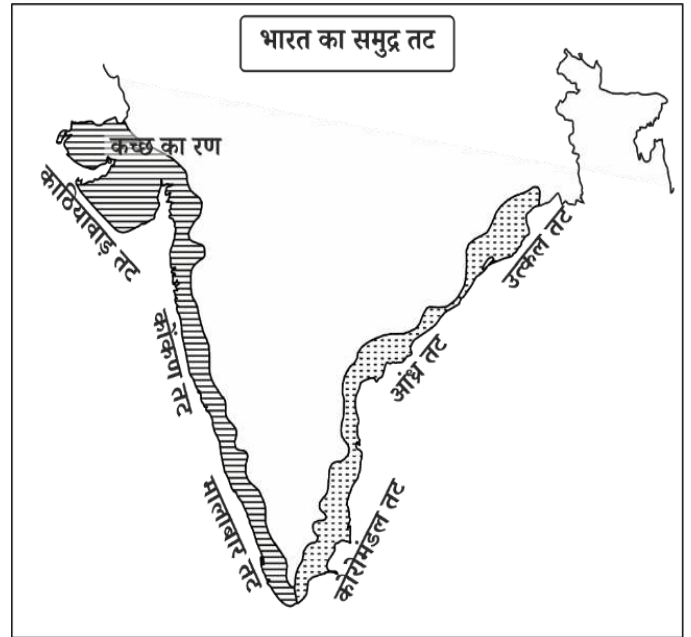 भारत का समुद्र तट
कच्छ का रण
काठियावाड़ तट
उत्कल तट
कोंकण तट
आंध्र तट
मालाबार तट
कोरोमंडल तट